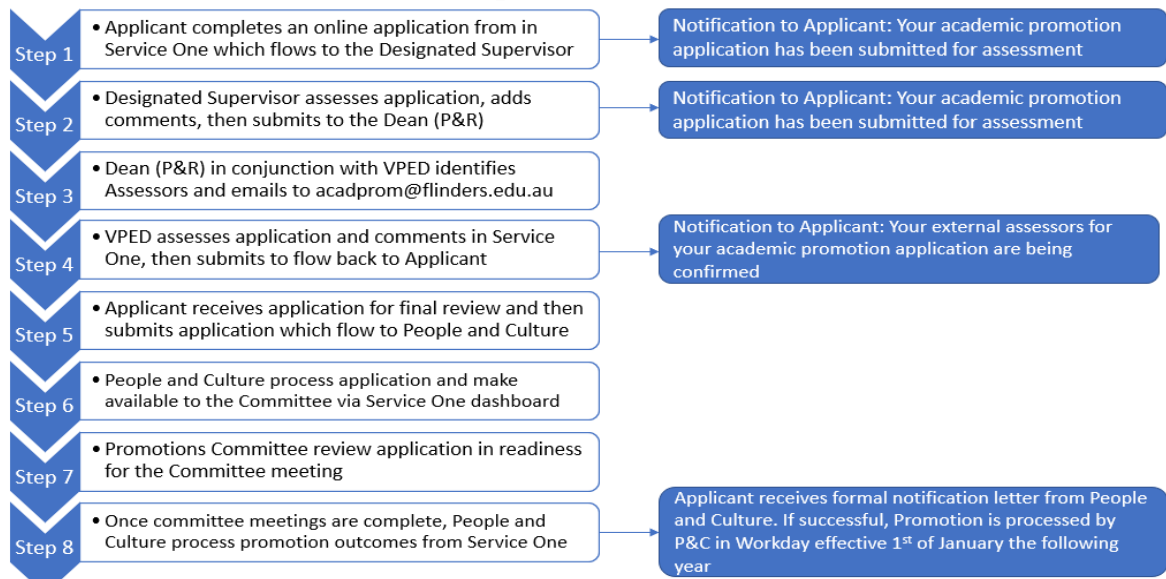 Step 1
• Applicant completes an online application from in
Service One which flows to the Designated Supervisor
Notification to Applicant: Your academic promotion
application has been submitted for assessment
Step 2
• Designated Supervisor assesses application, adds
comments, then submits to the Dean (P&R)
Notification to Applicant: Your academic promotion
application has been submitted for assessment
Step 3
• Dean (P&R) in conjunction with VPED identifies
Assessors and emails to acadprom@flinders.edu.au
Step 4
• VPED assesses application and comments in Service
One, then submits to flow back to Applicant
Notification to Applicant: Your external assessors for
your academic promotion application are being
confirmed
Step 5
• Applicant receives application for final review and then
submits application which flow to People and Culture
Step 6
• People and Culture process application and make
available to the Committee via Service One dashboard
Step 7
• Promotions Committee review application in readiness
for the Committee meeting
Step 8
• Once committee meetings are complete, People and
Culture process promotion outcomes from Service One
Applicant receives formal notification letter from People
and Culture. If successful, Promotion is processed by
P&C in Workday effective 1st of January the following
year